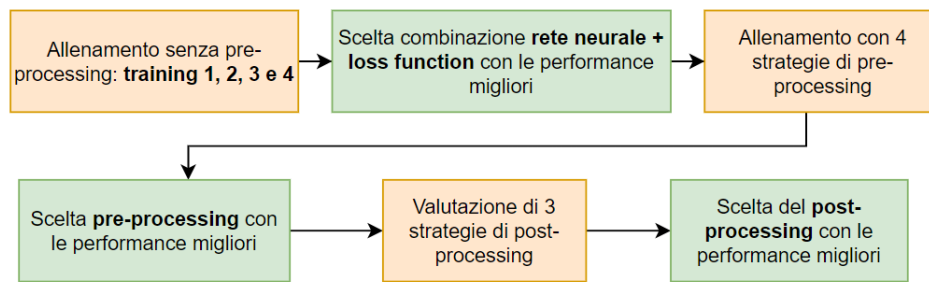 Allenamento senza pre-
processing: training 1, 2, 3 e 4
Scelta combinazione rete neurale +
loss function con le performance
migliori
Allenamento con 4
strategie di pre-
processing
Scelta pre-processing con
le performance migliori
Valutazione di 3
strategie di post-
processing
Scelta del post-
processing con le
performance migliori